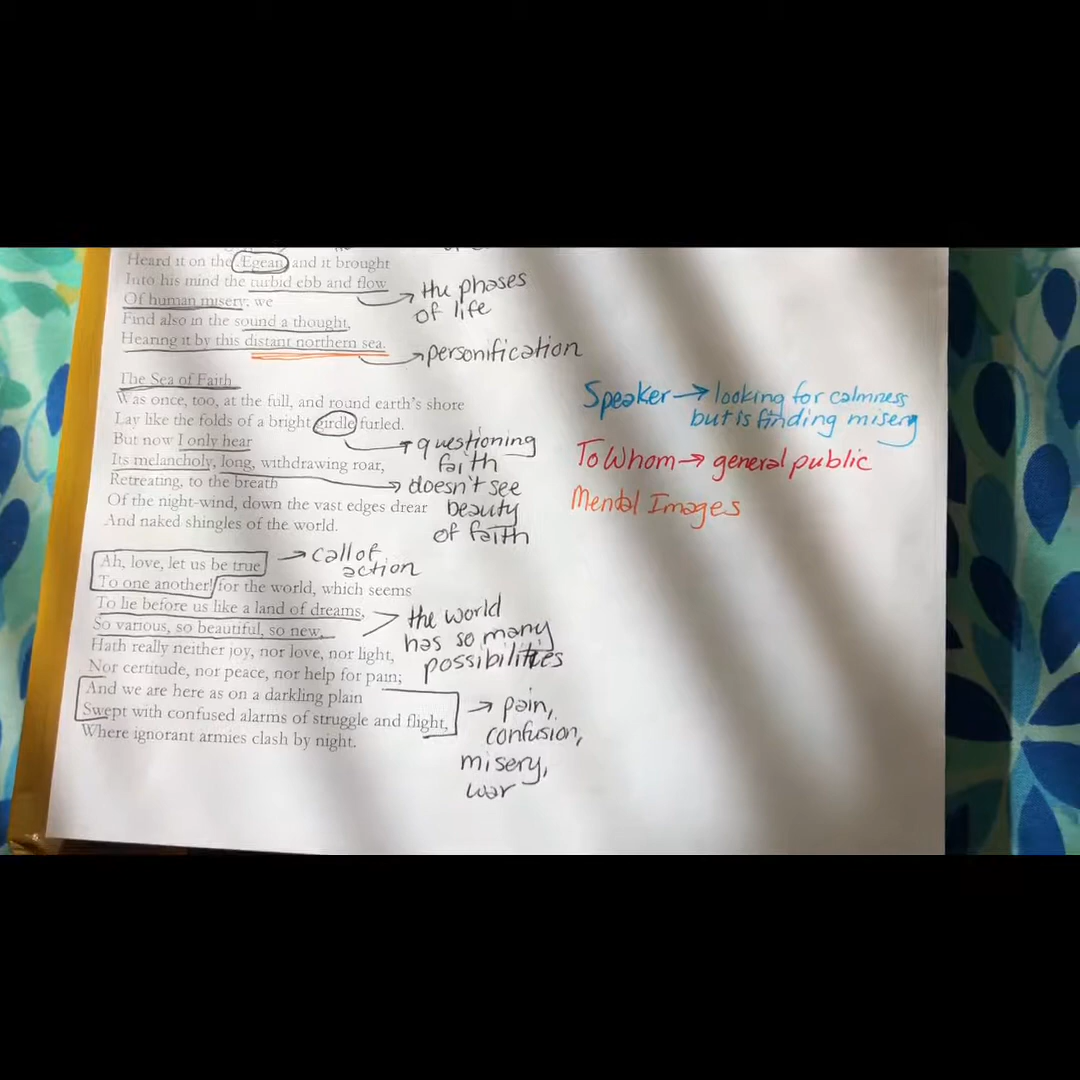 Heard it on the Ægean, and it brought
Into his mind the turbid ebb and flow
Of human misery; we
Find also in the sound a thought,
Hearing it by this distant northern sea.
the phases
of life
personification
The Sea of Faith
Was once, too, at the full, and round earth's shore
Lay like the folds of a bright girdle furled.
But now I only hear
Its melancholy, long, withdrawing roar,
Retreating, to the breath
Of the night-wind, down the vast edges drear
And naked shingles of the world.
questioning
faith
doesn't see
beauty
of faith
Ah, love, let us be true
To one another! for the world, which seems
To lie before us like a land of dreams,
So various, so beautiful, so new,
Hath really neither joy, nor love, nor light,
Nor certitude, nor peace, nor help for pain;
And we are here as on a darkling plain
Swept with confused alarms of struggle and flight,
Where ignorant armies clash by night.
call of
action
the world
has so many
possibilities
pain,
confusion,
misery,
war
Speaker → looking for calmness
but is finding misery
To Whom → general public
Mental Images